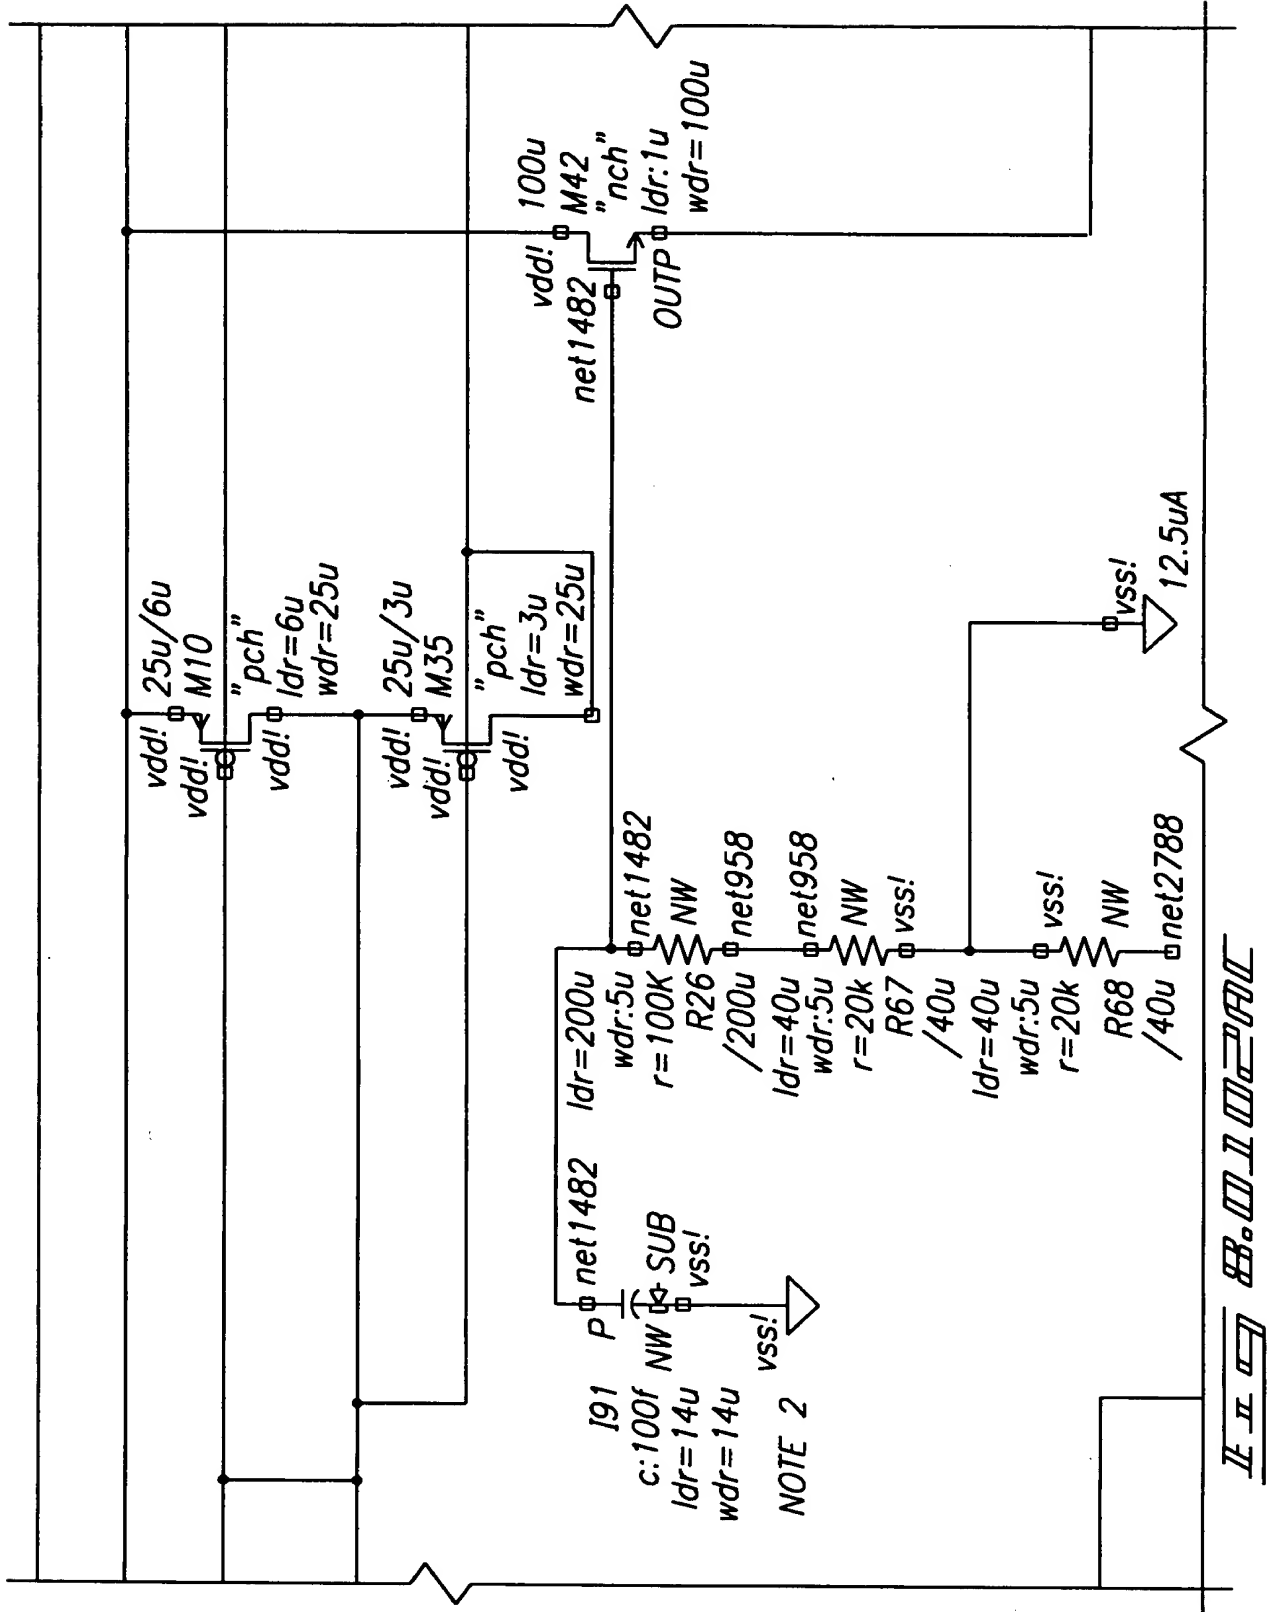 25u/6u
M10
"pch"
ldr=6u
wdr=25u
vdd!
vdd!
vdd!
25u/3u
M35
"pch"
ldr=3u
wdr=25u
vdd!
vdd!
vdd!
100u
M42
"nch"
ldr:1u
wdr=100u
vdd!
net1482
OUTP
net1482
P
I91
c:100f
ldr=14u
wdr=14u
NW
SUB
vss!
vss!
NOTE 2
ldr=200u
wdr:5u
r=100K
R26
/200u
net1482
NW
net958
ldr=40u
wdr:5u
r=20k
R67
/40u
net958
NW
vss!
ldr=40u
wdr:5u
r=20k
R68
/40u
vss!
NW
net2788
vss!
12.5uA